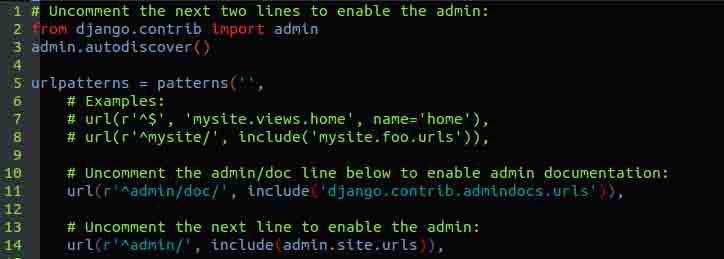 1 # Uncomment the next two lines to enable the admin:
2 from django.contrib import admin
3 admin.autodiscover()
4
5 urlpatterns = patterns('',
6     # Examples:
7     # url(r'^$', 'mysite.views.home', name='home'),
8     # url(r'^mysite/', include('mysite.foo.urls')),
9
10     # Uncomment the admin/doc line below to enable admin documentation:
11     url(r'^admin/doc/', include('django.contrib.admindocs.urls')),
12
13     # Uncomment the next line to enable the admin:
14     url(r'^admin/', include(admin.site.urls)),